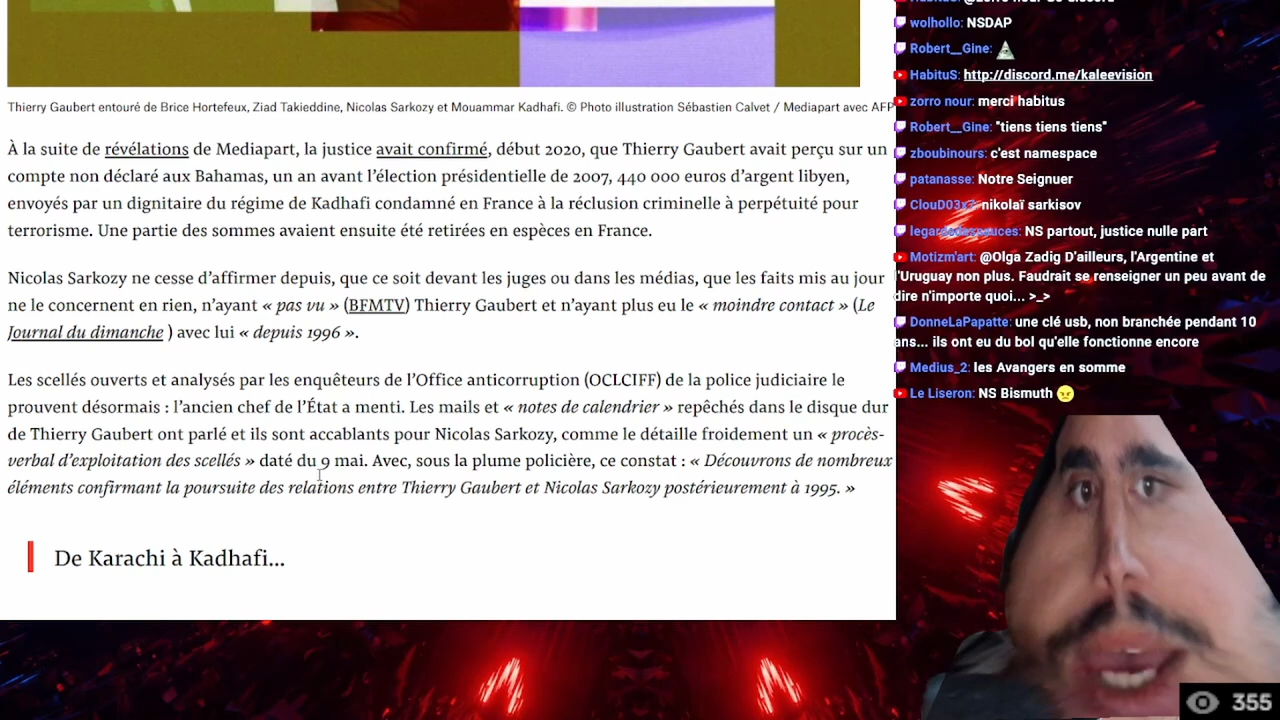 Thierry Gaubert entouré de Brice Hortefeux, Ziad Takieddine, Nicolas Sarkozy et Mouammar Kadhafi. © Photo illustration Sébastien Calvet / Mediapart avec AFP
À la suite de révélations de Mediapart, la justice avait confirmé, début 2020, que Thierry Gaubert avait perçu sur un
compte non déclaré aux Bahamas, un an avant l’élection présidentielle de 2007, 440 000 euros d’argent libyen,
envoyés par un dignitaire du régime de Kadhafi condamné en France à la réclusion criminelle à perpétuité pour
terrorisme. Une partie des sommes avaient ensuite été retirées en espèces en France.
Nicolas Sarkozy ne cesse d’affirmer depuis, que ce soit devant les juges ou dans les médias, que les faits mis au jour
ne le concernent en rien, n’ayant « pas vu » (BFMTV) Thierry Gaubert et n’ayant plus eu le « moindre contact » (Le
Journal du dimanche ) avec lui « depuis 1996 ».
Les scellés ouverts et analysés par les enquêteurs de l’Office anticorruption (OCLCIFF) de la police judiciaire le
prouvent désormais : l’ancien chef de l’État a menti. Les mails et « notes de calendrier » repêchés dans le disque dur
de Thierry Gaubert ont parlé et ils sont accablants pour Nicolas Sarkozy, comme le détaille froidement un « procès-
verbal d’exploitation des scellés » daté du 9 mai. Avec, sous la plume policière, ce constat : « Découvrons de nombreux
éléments confirmant la poursuite des relations entre Thierry Gaubert et Nicolas Sarkozy postérieurement à 1995. »
De Karachi à Kadhafi...
wolhollo: NSDAP
Robert__Gine:
HabituS: http://discord.me/kaleevision
zorro nour: merci habitus
Robert__Gine: "tiens tiens tiens"
zboubinours: c'est namespace
patanasse: Notre Seignuer
nikolaï sarkisov
NS partout, justice nulle part
Motizm'art: @Olga Zadig D'ailleurs, l'Argentine et
l'Uruguay non plus. Faudrait se renseigner un peu avant de
dire n'importe quoi... >_>
DonneLaPapatte: une clé usb, non branchée pendant 10
ans... ils ont eu du bol qu'elle fonctionne encore
Medius_2: les Avangers en somme
Le Liseron: NS Bismuth
355